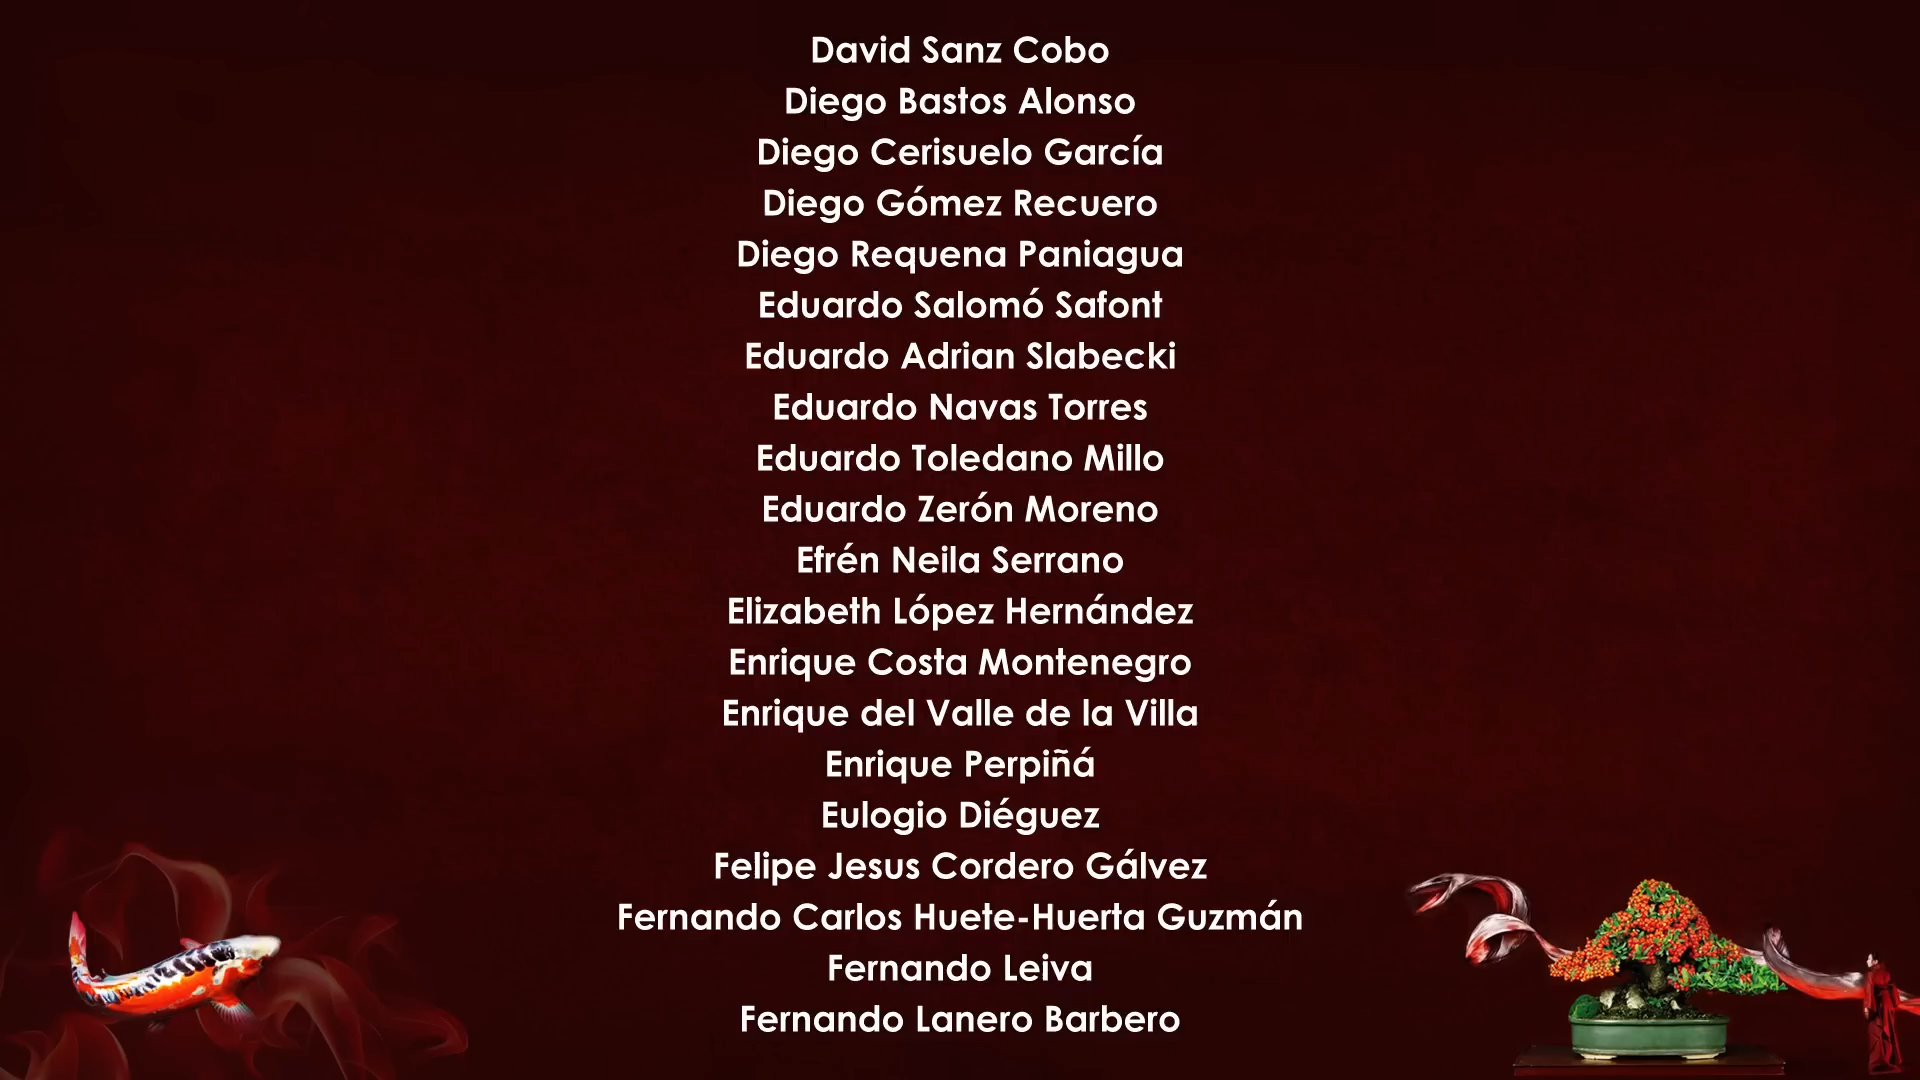 David Sanz Cobo
Diego Bastos Alonso
Diego Cerisuelo García
Diego Gómez Recuero
Diego Requena Paniagua
Eduardo Salomó Safont
Eduardo Adrian Slabecki
Eduardo Navas Torres
Eduardo Toledano Millo
Eduardo Zerón Moreno
Efrén Neila Serrano
Elizabeth López Hernández
Enrique Costa Montenegro
Enrique del Valle de la Villa
Enrique Perpiñá
Eulogio Diéguez
Felipe Jesus Cordero Gálvez
Fernando Carlos Huete-Huerta Guzmán
Fernando Leiva
Fernando Lanero Barbero